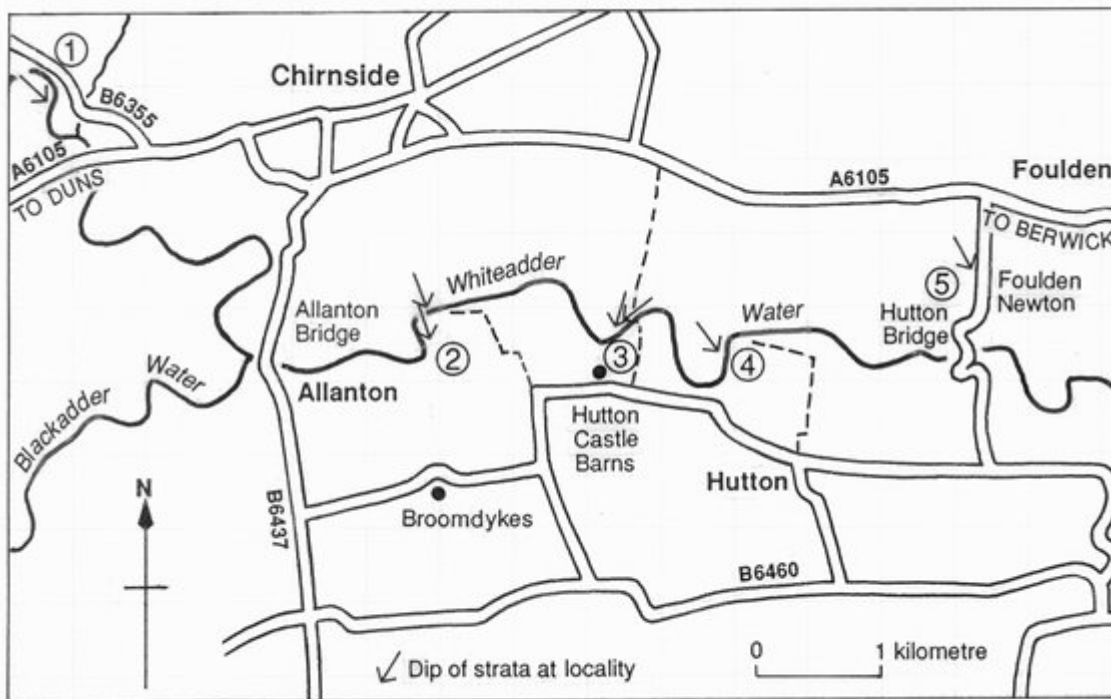 1
Chirnside
B6355
A6105
TO DUNS
A6105
Foulden
TO BERWICK
Whiteadder
Water
5
Foulden
Newton
Allanton
Bridge
Hutton
Bridge
2
3
4
Allanton
Blackadder
Water
Hutton
Castle
Barns
N
B6437
Hutton
Broomdykes
B6460
0
1 kilometre
Dip of strata at locality